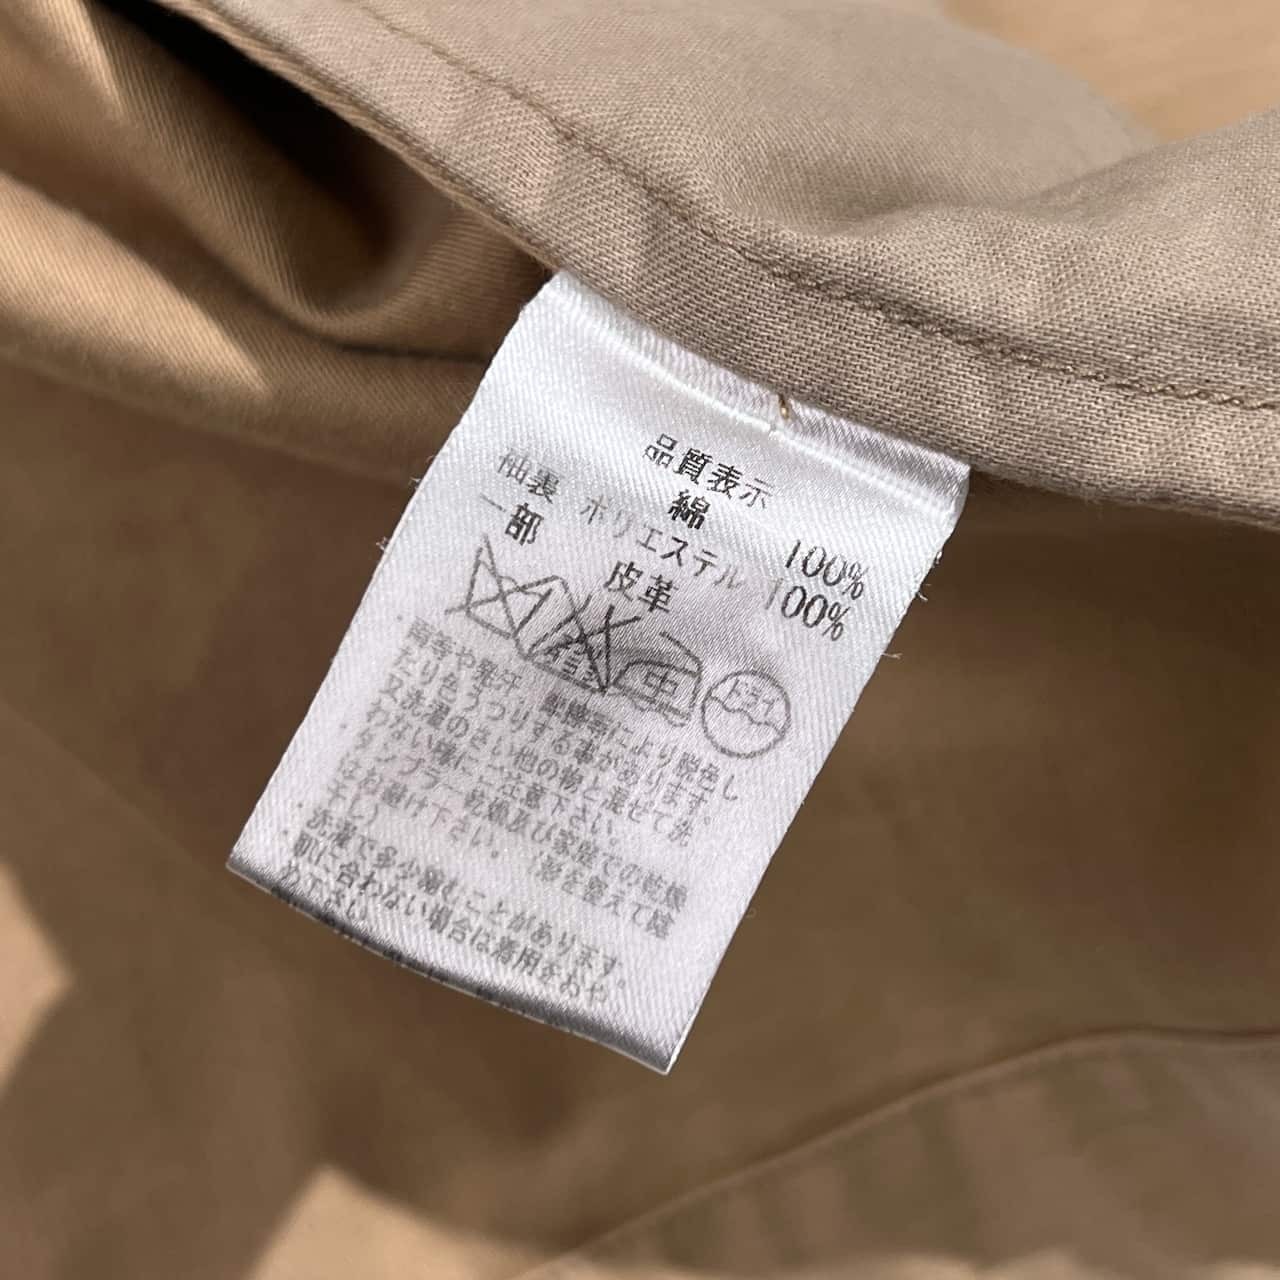 品質表示
綿 100%
袖裏 ポリエステル 100%
一部 皮革
中 ドライ
・雨等や発汗、摩擦等により脱色し
たり色うつりする事があります。
又洗濯のさい他の物と混ぜて洗
わない様にご注意下さい。
・タンブラー乾燥及び家庭での乾燥
はお避け下さい。 形を整えて陰
干し）
・洗濯で多少縮むことがあります。
・肌に合わない場合は着用をおや
め下さい。